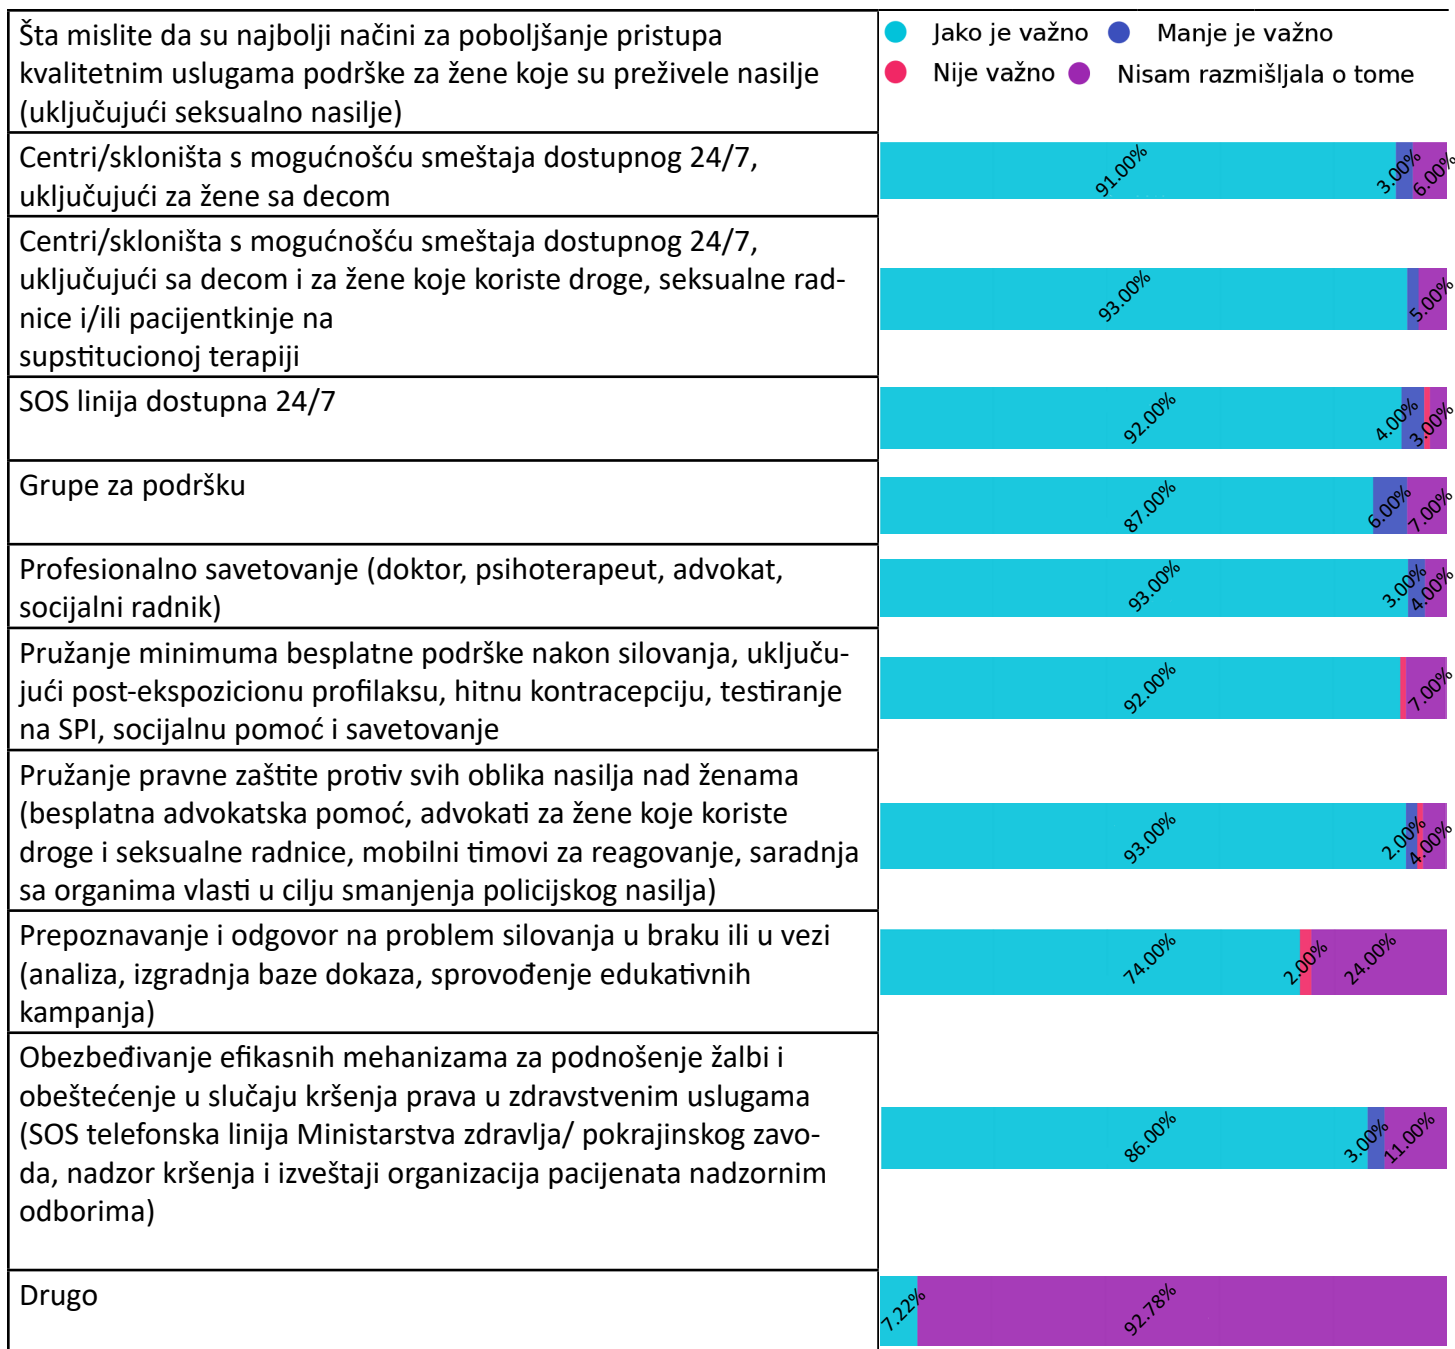 Šta mislite da su najbolji načini za poboljšanje pristupa
kvalitetnim uslugama podrške za žene koje su preživele nasilje
(uključujući seksualno nasilje)
Jako je važno Manje je važno
Nije važno Nisam razmišljala o tome
Centri/skloništa s mogućnošću smeštaja dostupnog 24/7,
uključujući za žene sa decom
91.00% 3.00% 6.00%
Centri/skloništa s mogućnošću smeštaja dostupnog 24/7,
uključujući sa decom i za žene koje koriste droge, seksualne rad-
nice i/ili pacijentkinje na
supstitucionoj terapiji
93.00% 5.00%
SOS linija dostupna 24/7
92.00% 4.00% 3.00%
Grupe za podršku
87.00% 6.00% 7.00%
Profesionalno savetovanje (doktor, psihoterapeut, advokat,
socijalni radnik)
93.00% 3.00% 4.00%
Pružanje minimuma besplatne podrške nakon silovanja, uključu-
jući post-ekspozicionu profilaksu, hitnu kontracepciju, testiranje
na SPI, socijalnu pomoć i savetovanje
92.00% 7.00%
Pružanje pravne zaštite protiv svih oblika nasilja nad ženama
(besplatna advokatska pomoć, advokati za žene koje koriste
droge i seksualne radnice, mobilni timovi za reagovanje, saradnja
sa organima vlasti u cilju smanjenja policijskog nasilja)
93.00% 2.00% 4.00%
Prepoznavanje i odgovor na problem silovanja u braku ili u vezi
(analiza, izgradnja baze dokaza, sprovođenje edukativnih
kampanja)
74.00% 2.00% 24.00%
Obezbeđivanje efikasnih mehanizama za podnošenje žalbi i
obeštećenje u slučaju kršenja prava u zdravstvenim uslugama
(SOS telefonska linija Ministarstva zdravlja/ pokrajinskog zavo-
da, nadzor kršenja i izveštaji organizacija pacijenata nadzornim
odborima)
86.00% 3.00% 11.00%
Drugo
7.22% 92.78%